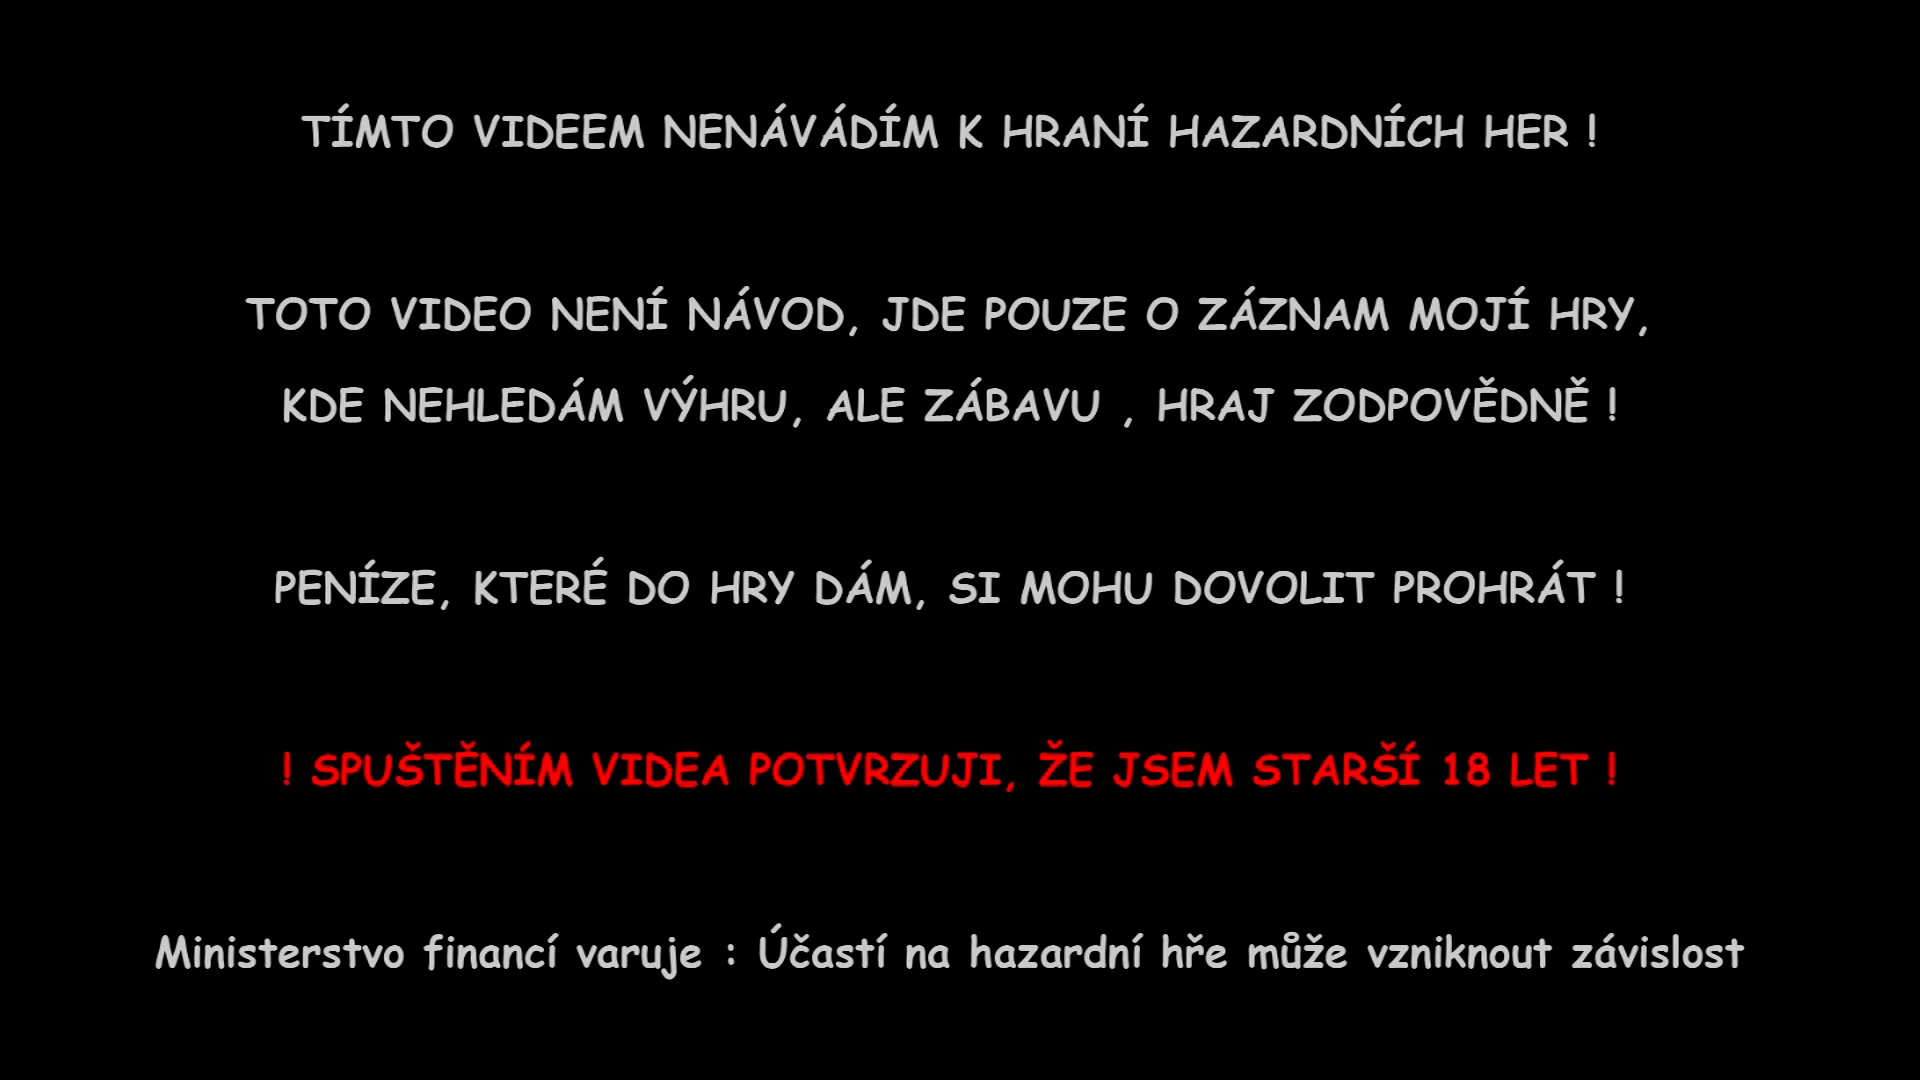 TÍMTO VIDEEM NENÁVÁDÍM K HRANÍ HAZARDNÍCH HER !
TOTO VIDEO NENÍ NÁVOD, JDE POUZE O ZÁZNAM MOJÍ HRY,
KDE NEHLEDÁM VÝHRU, ALE ZÁBAVU , HRAJ ZODPOVĚDNĚ !
PENÍZE, KTERÉ DO HRY DÁM, SI MOHU DOVOLIT PROHRÁT !
! SPUŠTĚNÍM VIDEA POTVRZUJI, ŽE JSEM STARŠÍ 18 LET !
Ministerstvo financí varuje : Účastí na hazardní hře může vzniknout závislost